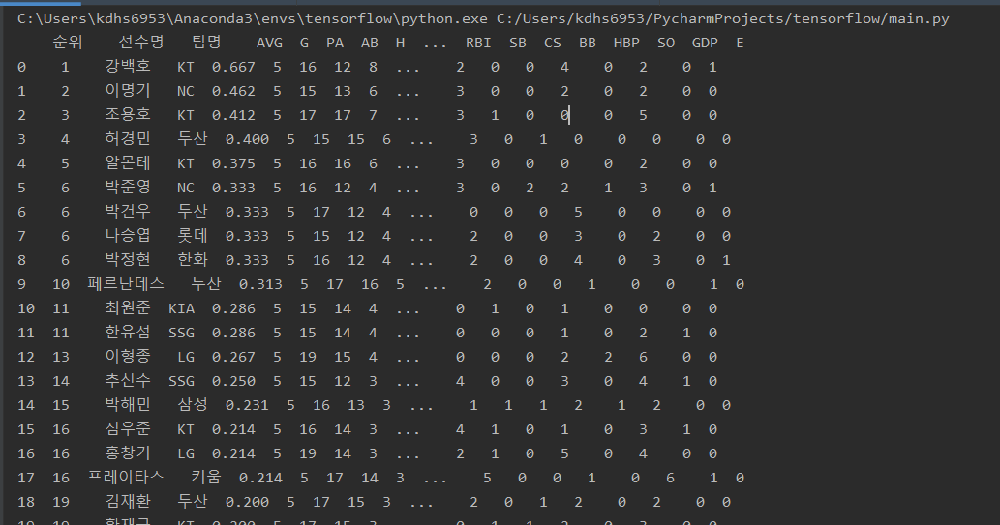 C:\Users\kdhs6953\Anaconda3\envs\tensorflow\python.exe C:/Users/kdhs6953/PycharmProjects/tensorflow/main.py
순위 선수명 팀명 AVG G PA AB H ... RBI SB CS BB HBP SO GDP E
0 1 강백호 KT 0.667 5 16 12 8 ... 2 0 0 4 0 2 0 1
1 2 이명기 NC 0.462 5 15 13 6 ... 3 0 0 2 0 2 0 0
2 3 조용호 KT 0.412 5 17 17 7 ... 3 1 0 0 0 5 0 0
3 4 허경민 두산 0.400 5 15 15 6 ... 3 0 1 0 0 0 0 0
4 5 알몬테 KT 0.375 5 16 16 6 ... 3 0 0 0 0 2 0 0
5 6 박준영 NC 0.333 5 16 12 4 ... 3 0 2 2 1 3 0 1
6 6 박건우 두산 0.333 5 17 12 4 ... 0 0 0 5 0 0 0 0
7 6 나승엽 롯데 0.333 5 15 12 4 ... 2 0 0 3 0 2 0 0
8 6 박정현 한화 0.333 5 16 12 4 ... 2 0 0 4 0 3 0 1
9 10 페르난데스 두산 0.313 5 17 16 5 ... 2 0 0 1 0 0 1 0
10 11 최원준 KIA 0.286 5 15 14 4 ... 0 1 0 1 0 0 0 0
11 11 한유섬 SSG 0.286 5 15 14 4 ... 0 0 0 1 0 2 1 0
12 13 이형종 LG 0.267 5 19 15 4 ... 0 0 0 2 2 6 0 0
13 14 추신수 SSG 0.250 5 15 12 3 ... 4 0 0 3 0 4 1 0
14 15 박해민 삼성 0.231 5 16 13 3 ... 1 1 1 2 1 2 0 0
15 16 심우준 KT 0.214 5 16 14 3 ... 4 1 0 1 0 3 1 0
16 16 홍창기 LG 0.214 5 19 14 3 ... 2 1 0 5 0 4 0 0
17 16 프레이타스 키움 0.214 5 17 14 3 ... 5 0 0 1 0 6 1 0
18 19 김재환 두산 0.200 5 17 15 3 ... 2 0 1 2 0 2 0 0
19 19 황재균 KT 0.200 5 17 15 3 ... 0 1 1 2 0 3 0 0